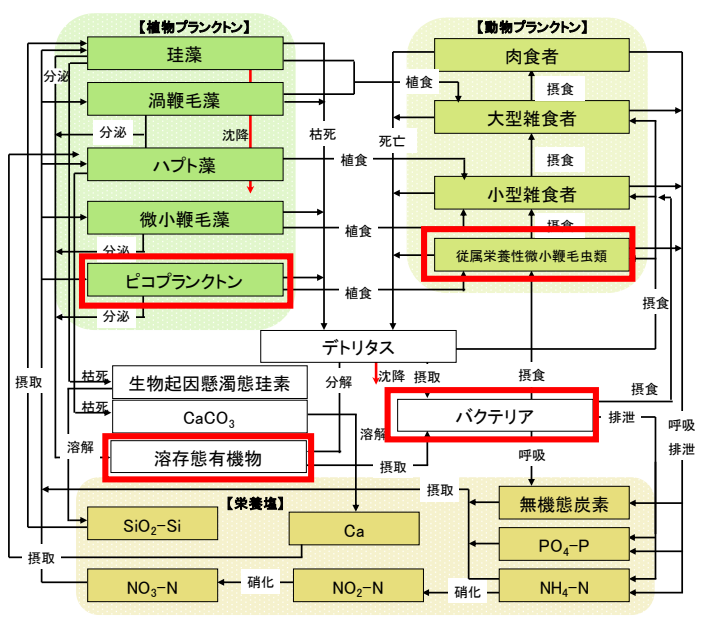 【植物プランクトン】
【動物プランクトン】
珪藻
肉食者
分泌
植食
摂食
渦鞭毛藻
大型雑食者
分泌
沈降
枯死
死亡
ハプト藻
植食
摂食
小型雑食者
微小鞭毛藻
植食
摂食
分泌
従属栄養性微小鞭毛虫類
ピコプランクトン
植食
摂食
分泌
デトリタス
摂取
枯死
生物起因懸濁態珪素
分解
沈降
摂取
摂食
摂食
枯死
CaCO₃
バクテリア
排泄
呼吸
排泄
溶解
溶存態有機物
溶解
摂取
呼吸
【栄養塩】
摂取
無機態炭素
SiO₂-Si
Ca
PO₄-P
摂取
NO₃-N
硝化
NO₂-N
硝化
NH₄-N